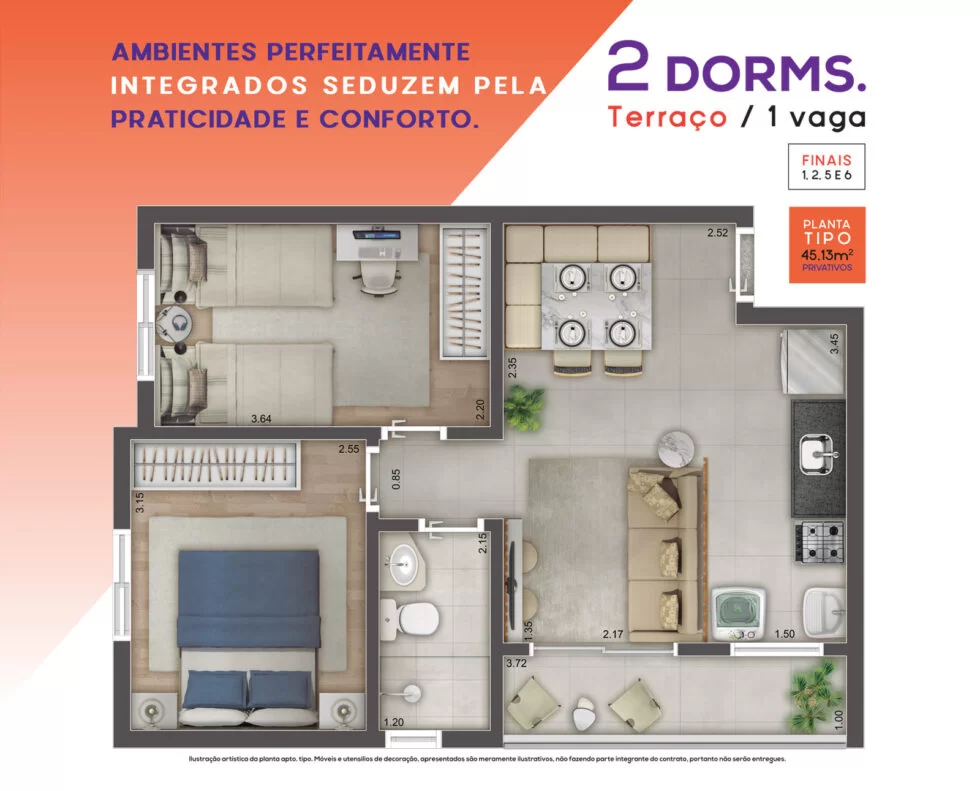 AMBIENTES PERFEITAMENTE
INTEGRADOS SEDUZEM PELA
PRATICIDADE E CONFORTO.
2 DORMS.
Terraço / 1 vaga
FINAIS
1, 2, 5 E 6
PLANTA
TIPO
45.13m²
PRIVATIVOS
2.52
3.45
2.35
3.64
2.20
2.55
3.15
0.85
2.15
1.35
2.17
1.50
3.72
1.20
1.00
Ilustração artística da planta apto. tipo. Móveis e utensílios de decoração, apresentados são meramente ilustrativos, não fazendo parte integrante do contrato, portanto não serão entregues.